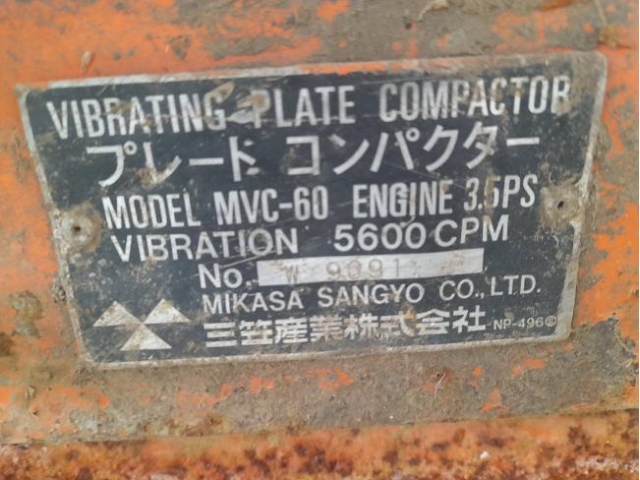 VIBRATING PLATE COMPACTOR
プレート コンパクター
MODEL MVC-60 ENGINE 3.5PS
VIBRATION 5600 CPM
No. W 9091
MIKASA SANGYO CO., LTD.
三笠産業株式会社 NP-496©